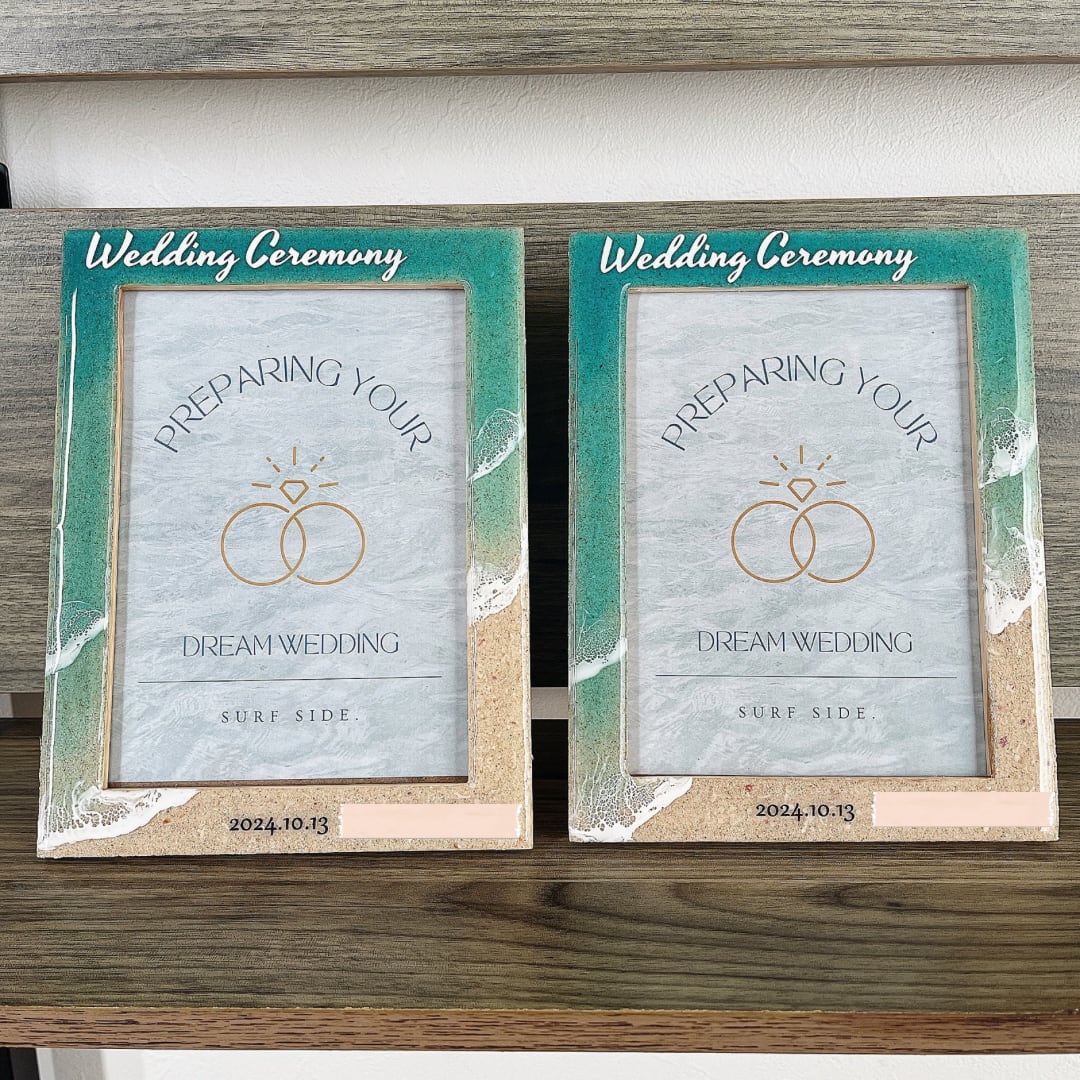 Wedding Ceremony
PREPARING YOUR
DREAM WEDDING
SURF SIDE.
2024.10.13
Wedding Ceremony
PREPARING YOUR
DREAM WEDDING
SURF SIDE.
2024.10.13